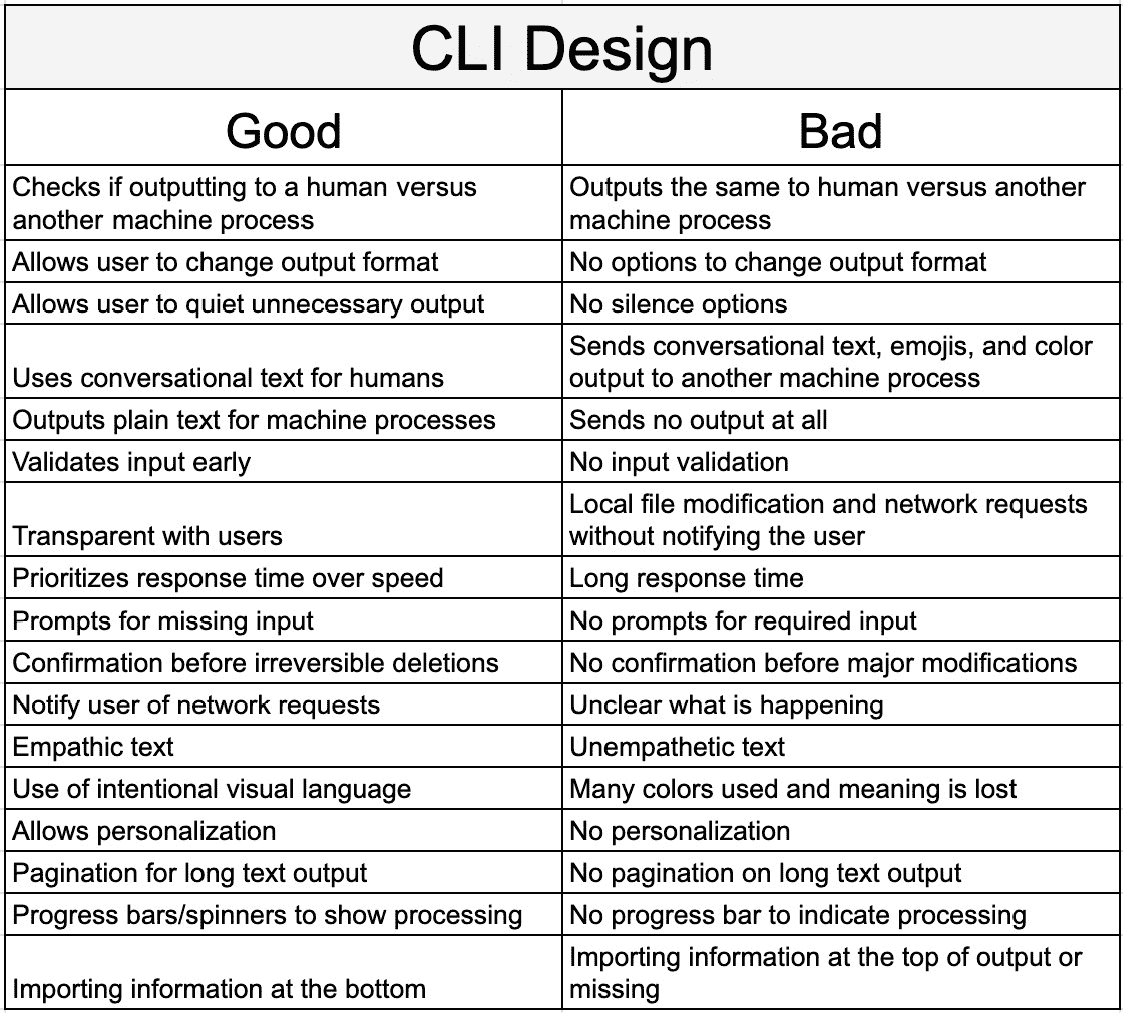 CLI Design
Good
Bad
Checks if outputting to a human versus
another machine process
Outputs the same to human versus another
machine process
Allows user to change output format
No options to change output format
Allows user to quiet unnecessary output
No silence options
Uses conversational text for humans
Sends conversational text, emojis, and color
output to another machine process
Outputs plain text for machine processes
Sends no output at all
Validates input early
No input validation
Transparent with users
Local file modification and network requests
without notifying the user
Prioritizes response time over speed
Long response time
Prompts for missing input
No prompts for required input
Confirmation before irreversible deletions
No confirmation before major modifications
Notify user of network requests
Unclear what is happening
Empathic text
Unempathetic text
Use of intentional visual language
Many colors used and meaning is lost
Allows personalization
No personalization
Pagination for long text output
No pagination on long text output
Progress bars/spinners to show processing
No progress bar to indicate processing
Importing information at the bottom
Importing information at the top of output or
missing